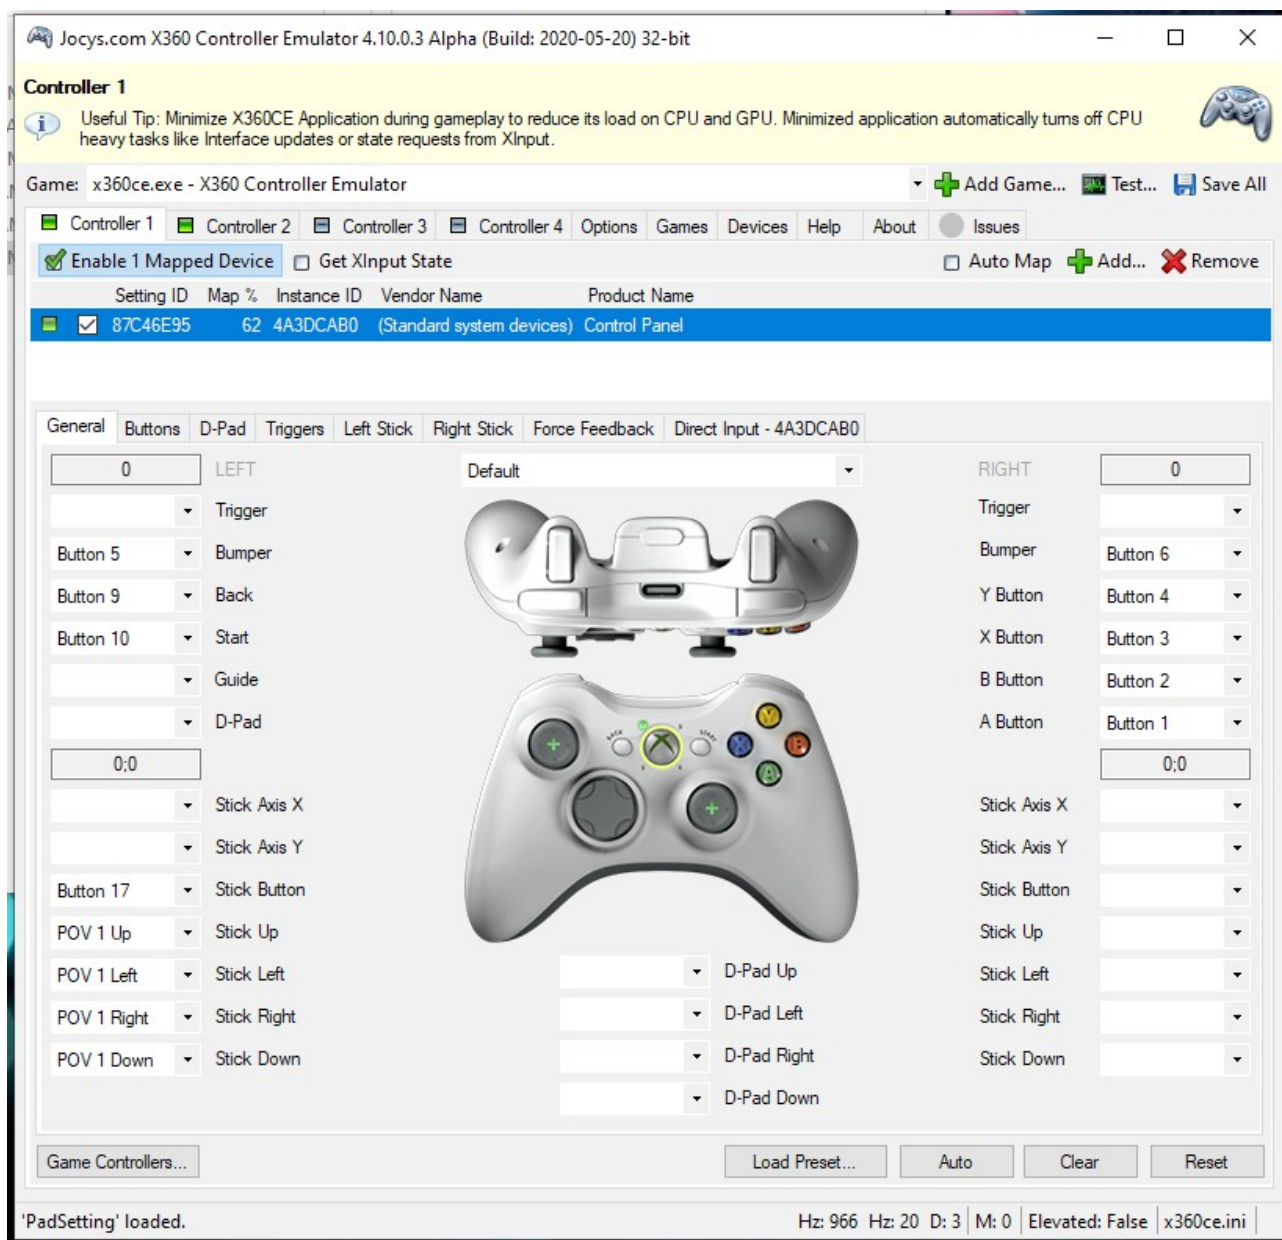 Jocys.com X360 Controller Emulator 4.10.0.3 Alpha (Build: 2020-05-20) 32-bit
Controller 1
Useful Tip: Minimize X360CE Application during gameplay to reduce its load on CPU and GPU. Minimized application automatically turns off CPU
heavy tasks like Interface updates or state requests from XInput.
Game: x360ce.exe - X360 Controller Emulator Add Game... Test... Save All
Controller 1 Controller 2 Controller 3 Controller 4 Options Games Devices Help About Issues
Enable 1 Mapped Device Get XInput State Auto Map Add... Remove
Setting ID Map % Instance ID Vendor Name Product Name
87C46E95 62 4A3DCAB0 (Standard system devices) Control Panel
General Buttons D-Pad Triggers Left Stick Right Stick Force Feedback Direct Input - 4A3DCAB0
0 LEFT Default RIGHT 0
Trigger Trigger
Button 5 Bumper Bumper Button 6
Button 9 Back Y Button Button 4
Button 10 Start X Button Button 3
Guide B Button Button 2
D-Pad A Button Button 1
BACK START Y X B A
0;0 0;0
Stick Axis X Stick Axis X
Stick Axis Y Stick Axis Y
Button 17 Stick Button Stick Button
POV 1 Up Stick Up Stick Up
POV 1 Left Stick Left D-Pad Up Stick Left
POV 1 Right Stick Right D-Pad Left Stick Right
POV 1 Down Stick Down D-Pad Right Stick Down
D-Pad Down
Game Controllers... Load Preset... Auto Clear Reset
'PadSetting' loaded. Hz: 966 Hz: 20 D: 3 M: 0 Elevated: False x360ce.ini